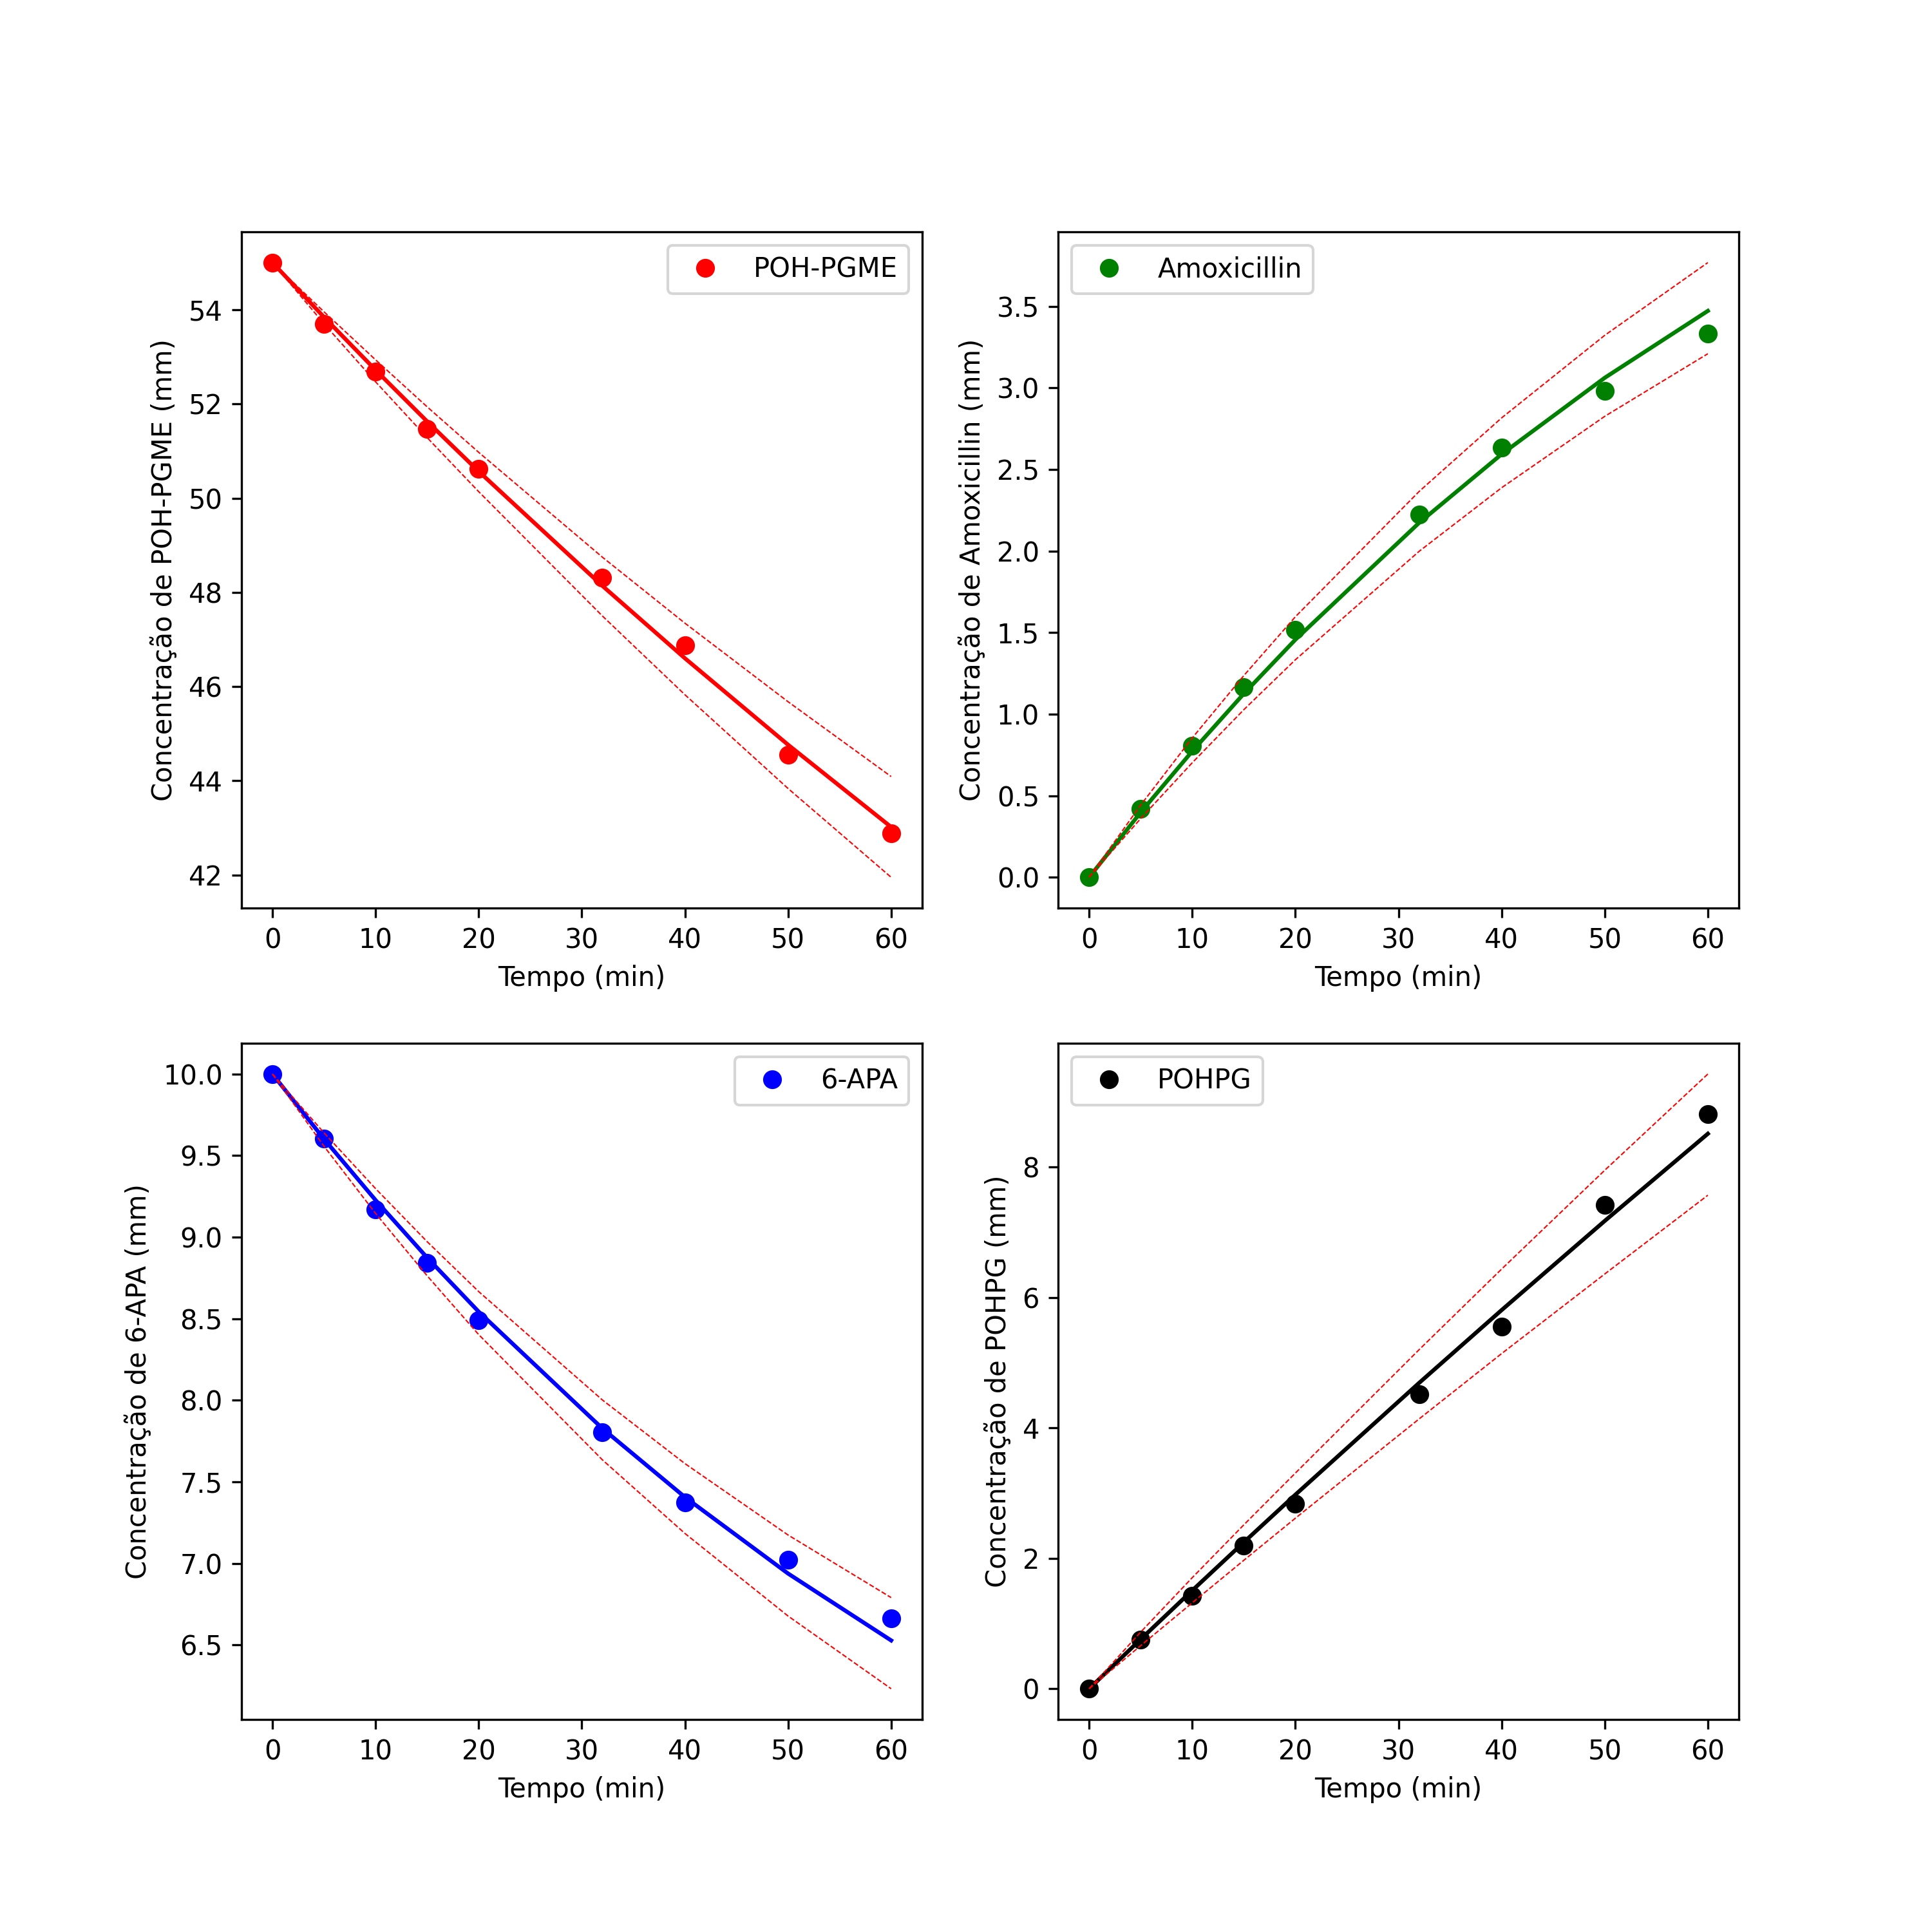 POH-PGME
Concentração de POH-PGME (mm)
54
52
50
48
46
44
42
0 10 20 30 40 50 60
Tempo (min)
Amoxicillin
Concentração de Amoxicillin (mm)
3.5
3.0
2.5
2.0
1.5
1.0
0.5
0.0
0 10 20 30 40 50 60
Tempo (min)
6-APA
Concentração de 6-APA (mm)
10.0
9.5
9.0
8.5
8.0
7.5
7.0
6.5
0 10 20 30 40 50 60
Tempo (min)
POHPG
Concentração de POHPG (mm)
8
6
4
2
0
0 10 20 30 40 50 60
Tempo (min)